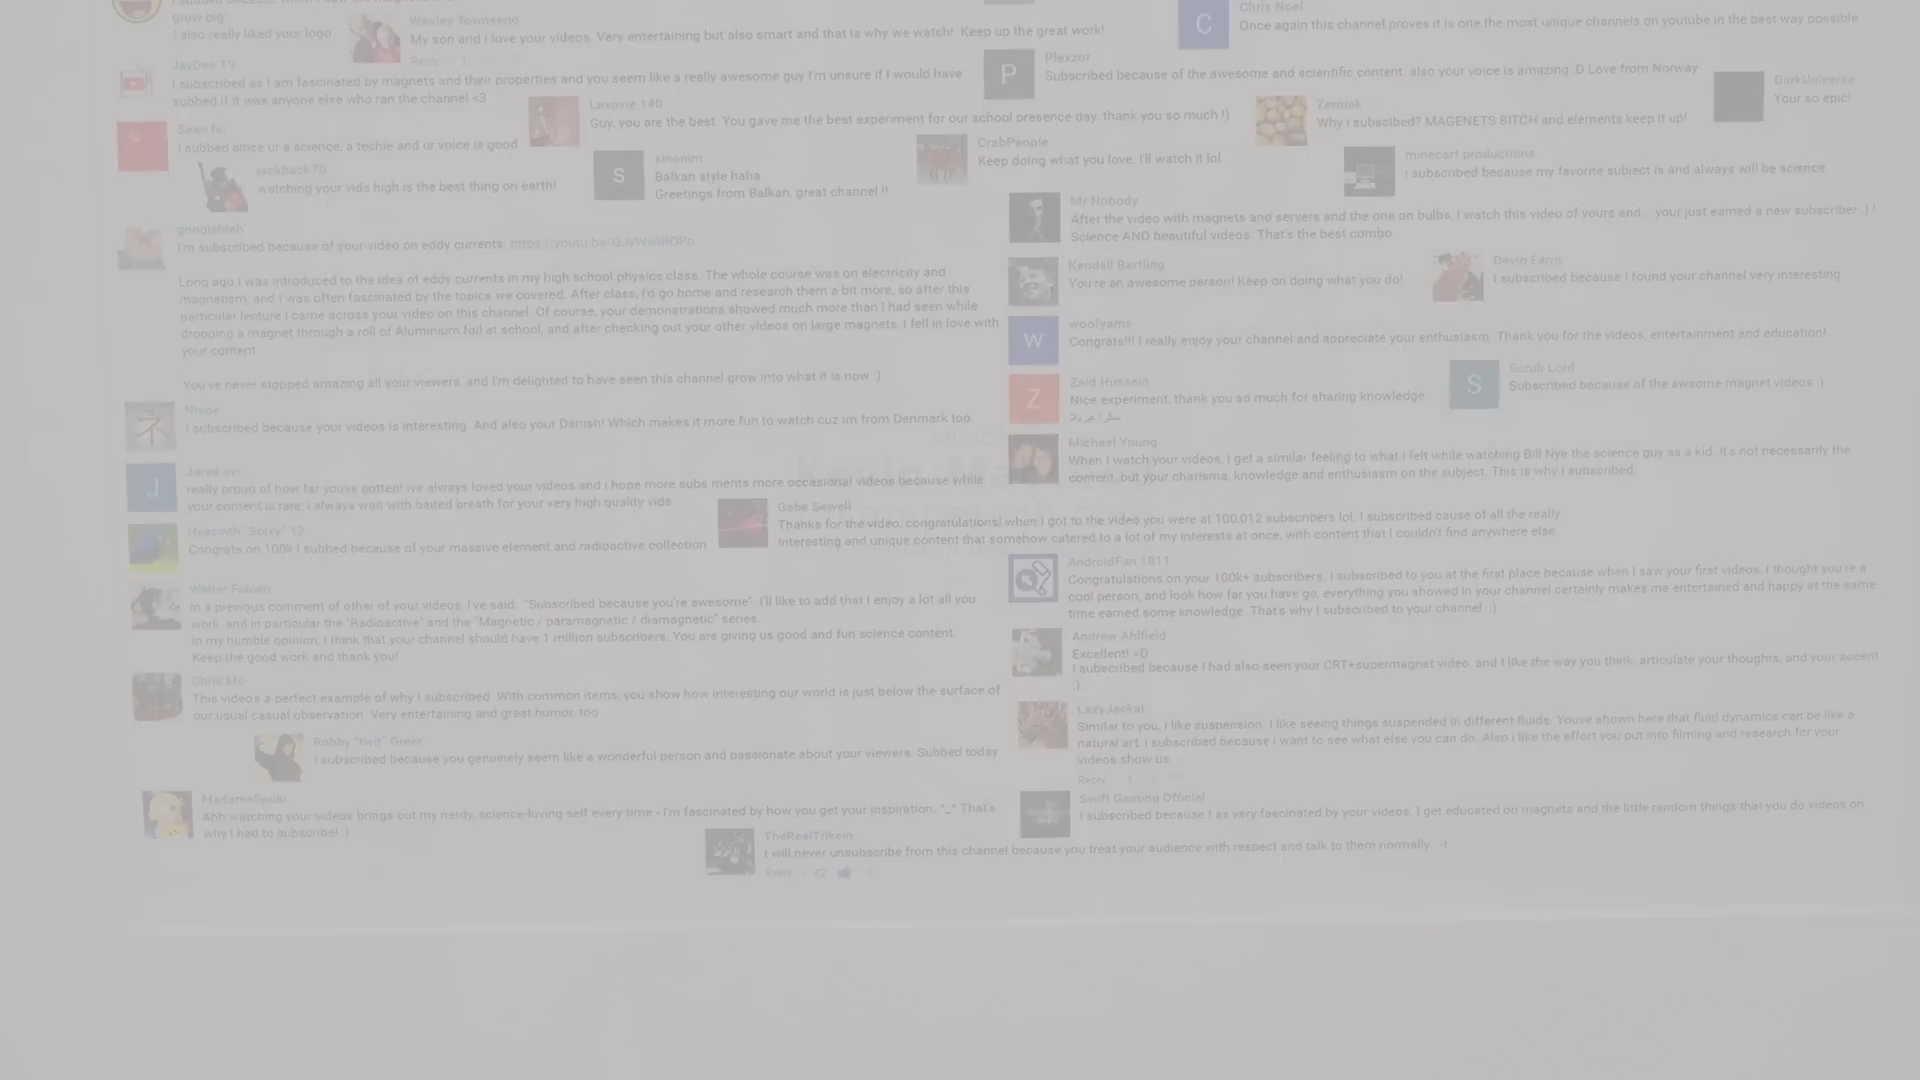 grow big"
I also really liked your logo
Wesley Townsend
My son and I love your videos. Very entertaining but also smart and that is why we watch! Keep up the great work!
Reply
Chris Noel
Once again this channel proves it is one the most unique channels on youtube in the best way possible
JayDee TV
I subscribed as I am fascinated by magnets and their properties and you seem like a really awesome guy I'm unsure if I would have
subbed if it was anyone else who ran the channel <3
P
Plexzor
Subscribed because of the awesome and scientific content. also your voice is amazing :D Love from Norway
DarkUniverse
Your so epic!
C
Lexovie 140
Guy, you are the best. You gave me the best experiment for our school presence day. thank you so much !)
Zemiak
Why i subscibed? MAGENETS BITCH and elements keep it up!
I subbed since ur a science, a techie and ur voice is good
CrabPeople
Keep doing what you love, I'll watch it lol
jackback70
watching your vids high is the best thing on earth!
S
sinonim
Balkan style haha
Greetings from Balkan, great channel !!
minecart productions
I subscribed because my favorite subject is and always will be science.
Mr Nobody
After the video with magnets and servers and the one on bulbs, I watch this video of yours and... your just earned a new subscriber :) !
Science AND beautiful videos. That's the best combo.
I'm subscribed because of your video on eddy currents:
Long ago I was introduced to the idea of eddy currents in my high school physics class. The whole course was on electricity and
magnetism, and I was often fascinated by the topics we covered. After class, I'd go home and research them a bit more, so after this
particular lecture I came across your video on this channel. Of course, your demonstrations showed much more than I had seen while
dropping a magnet through a roll of Aluminium foil at school, and after checking out your other videos on large magnets, I fell in love with
your content.
You've never stopped amazing all your viewers, and I'm delighted to have seen this channel grow into what it is now :)
Kendall Bartling
You're an awesome person! Keep on doing what you do!
Devin Fann
I subscribed because I found your channel very interesting
W
woofyams
Congrats!!! I really enjoy your channel and appreciate your enthusiasm. Thank you for the videos, entertainment and education!
Z
Zaid Hussain
Nice experiment, thank you so much for sharing knowledge.
S
Scrub Lord
Subscribed because of the awsome magnet videos :)
ネ
Nisoe
I subscribed because your videos is interesting. And also your Danish! Which makes it more fun to watch cuz im from Denmark too.
Michael Young
When I watch your videos, I get a similar feeling to what I felt while watching Bill Nye the science guy as a kid. It's not necessarily the
content, but your charisma, knowledge and enthusiasm on the subject. This is why I subscribed.
J
Jared
really proud of how far youve gotten! ive always loved your videos and i hope more subs ments more occasional videos because while
your content is rare, i always wait with baited breath for your very high quality vids
Gabe Sewell
Thanks for the video, congratulations! when I got to the video you were at 100,012 subscribers lol. I subscribed cause of all the really
Interesting and unique content that somehow catered to a lot of my interests at once, with content that I couldn't find anywhere else
12
Congrats on 100k I subbed because of your massive element and radioactive collection
AndroidFan 1811
Congratulations on your 100k+ subscribers. I subscribed to you at the first place because when I saw your first videos, I thought you're a
cool person, and look how far you have go, everything you showed in your channel certainly makes me entertained and happy at the same
time earned some knowledge. That's why I subscribed to your channel. :)
Walter Fabien
In a prenous comment of other of your videos, I've said: "Subscribed because you're awesome". I'll like to add that I enjoy a lot all you
work, and in particular the "Radioactive" and the "Magnetic / paramagnetic / diamagnetic" series.
In my humble opinion, I think that your channel should have 1 million subscribers. You are giving us good and fun science content.
Keep the good work and thank you!
Andrew Ahlfield
Excellent! =D
I subscribed because I had also seen your CRT+supermagnet video, and I like the way you think, articulate your thoughts, and your accent
:)
Chris Mc
This videos a perfect example of why I subscribed. With common items, you show how interesting our world is just below the surface of
our usual casual observation. Very entertaining and great humor, too
LazyJackal
Similar to you, I like suspension. I like seeing things suspended in different fluids. Youve shown here that fluid dynamics can be like a
natural art. I subscribed because i want to see what else you can do. Also i like the effort you put into filming and research for your
videos show us.
Reply
Robby "twit" Greer
I subscribed because you genuinely seem like a wonderful person and passionate about your viewers. Subbed today
Ahh watching your videos brings out my nerdy, science-loving self every time - I'm fascinated by how you get your inspiration. *_* That's
why I had to subscribe! :)
Swift Gaming Official
I subscribed because I as very fascinated by your videos. I get educated on magnets and the little random things that you do videos on
TheRealTrikein
I will never unsubscribe from this channel because you treat your audience with respect and talk to them normally. :-)
Reply · 42